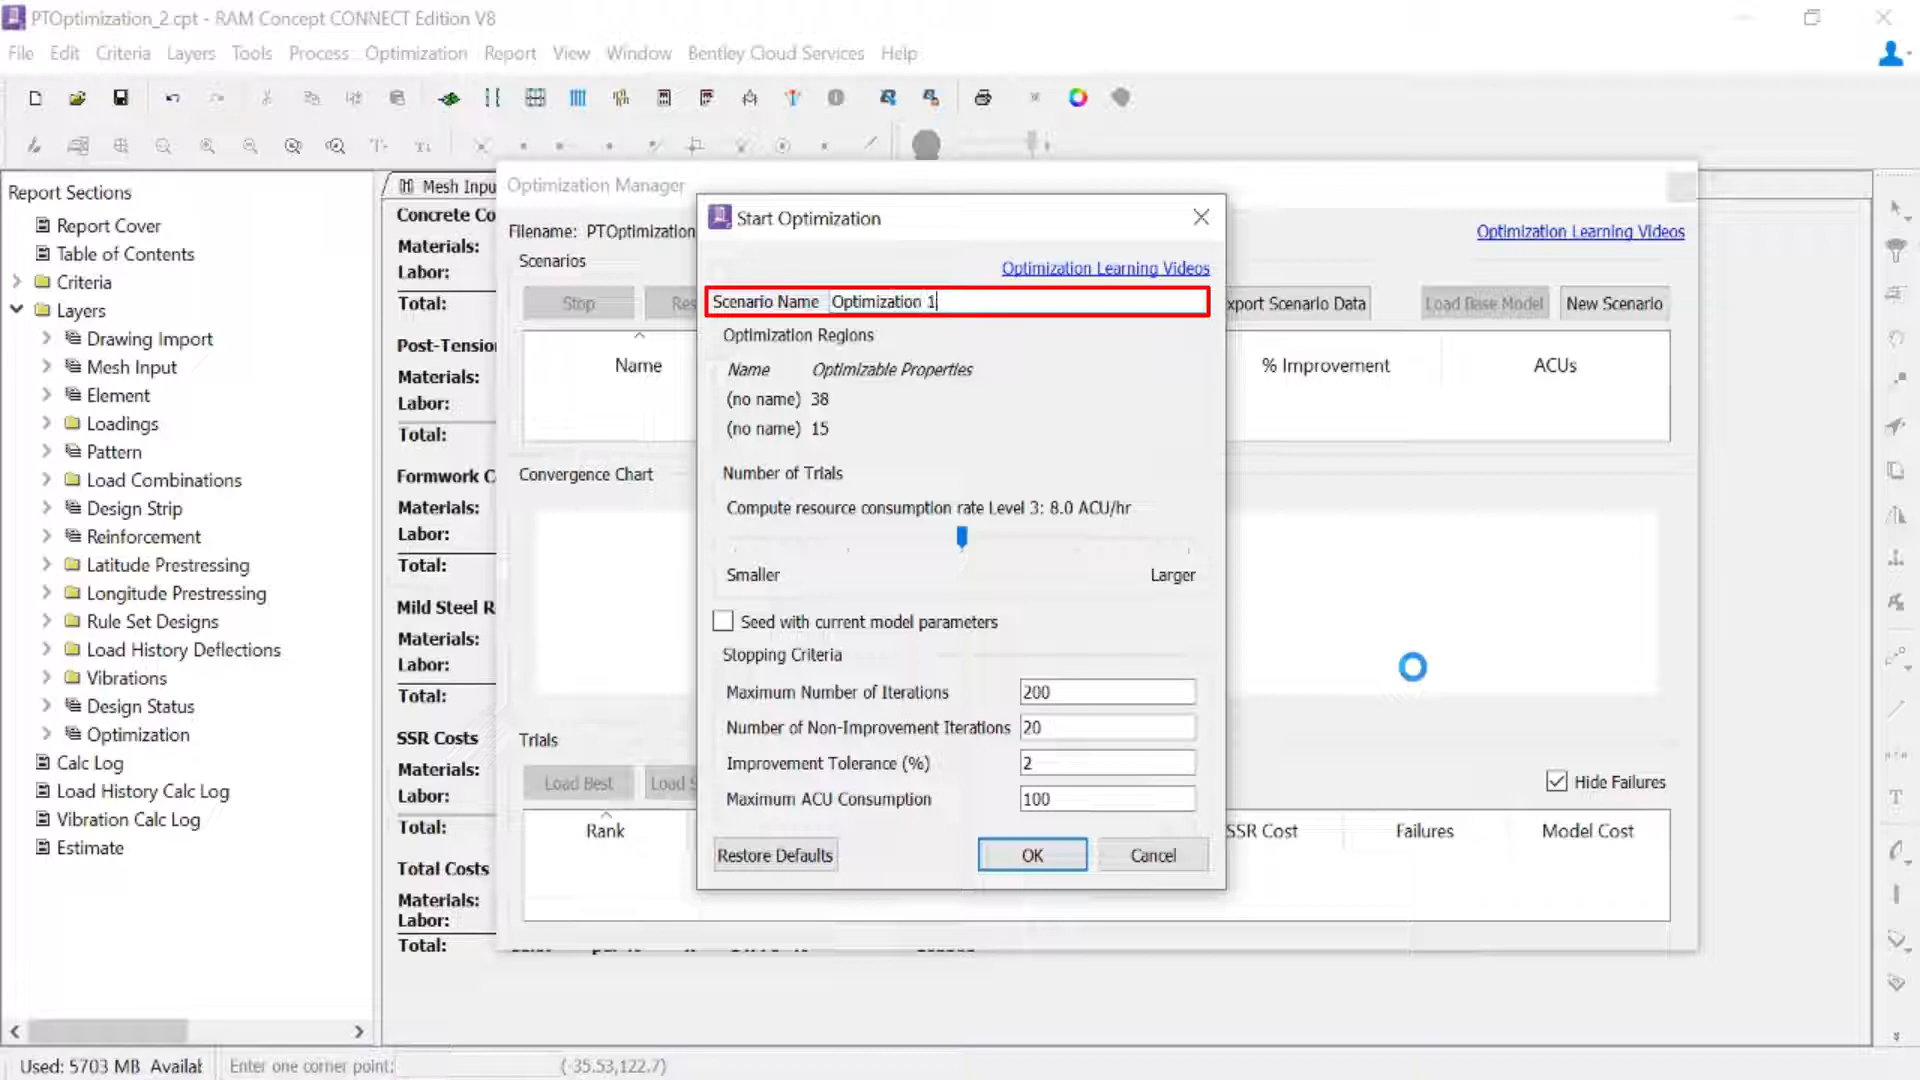 PTOptimization_2.cpt - RAM Concept CONNECT Edition V8
File Edit Criteria Layers Tools Process Optimization Report View Window Bentley Cloud Services Help
Report Sections
Report Cover
Table of Contents
Criteria
Layers
Drawing Import
Mesh Input
Element
Loadings
Pattern
Load Combinations
Design Strip
Reinforcement
Latitude Prestressing
Longitude Prestressing
Rule Set Designs
Load History Deflections
Vibrations
Design Status
Optimization
Calc Log
Load History Calc Log
Vibration Calc Log
Estimate
Mesh Inpu
Concrete Co
Materials:
Labor:
Total:
Post-Tension
Materials:
Labor:
Total:
Formwork C
Materials:
Labor:
Total:
Mild Steel R
Materials:
Labor:
Total:
SSR Costs
Materials:
Labor:
Total:
Total Costs
Materials:
Labor:
Total:
Optimization Manager
Filename: PTOptimization
Optimization Learning Videos
Scenarios
Stop Res xport Scenario Data Load Base Model New Scenario
Name % Improvement ACUs
Convergence Chart
Trials
Load Best Load S
Hide Failures
Rank SSR Cost Failures Model Cost
Start Optimization
Optimization Learning Videos
Scenario Name Optimization 1
Optimization Regions
Name Optimizable Properties
(no name) 38
(no name) 15
Number of Trials
Compute resource consumption rate Level 3: 8.0 ACU/hr
Smaller Larger
Seed with current model parameters
Stopping Criteria
Maximum Number of Iterations 200
Number of Non-Improvement Iterations 20
Improvement Tolerance (%) 2
Maximum ACU Consumption 100
Restore Defaults OK Cancel
Used: 5703 MB Availab Enter one corner point: (-35.53,122.7)